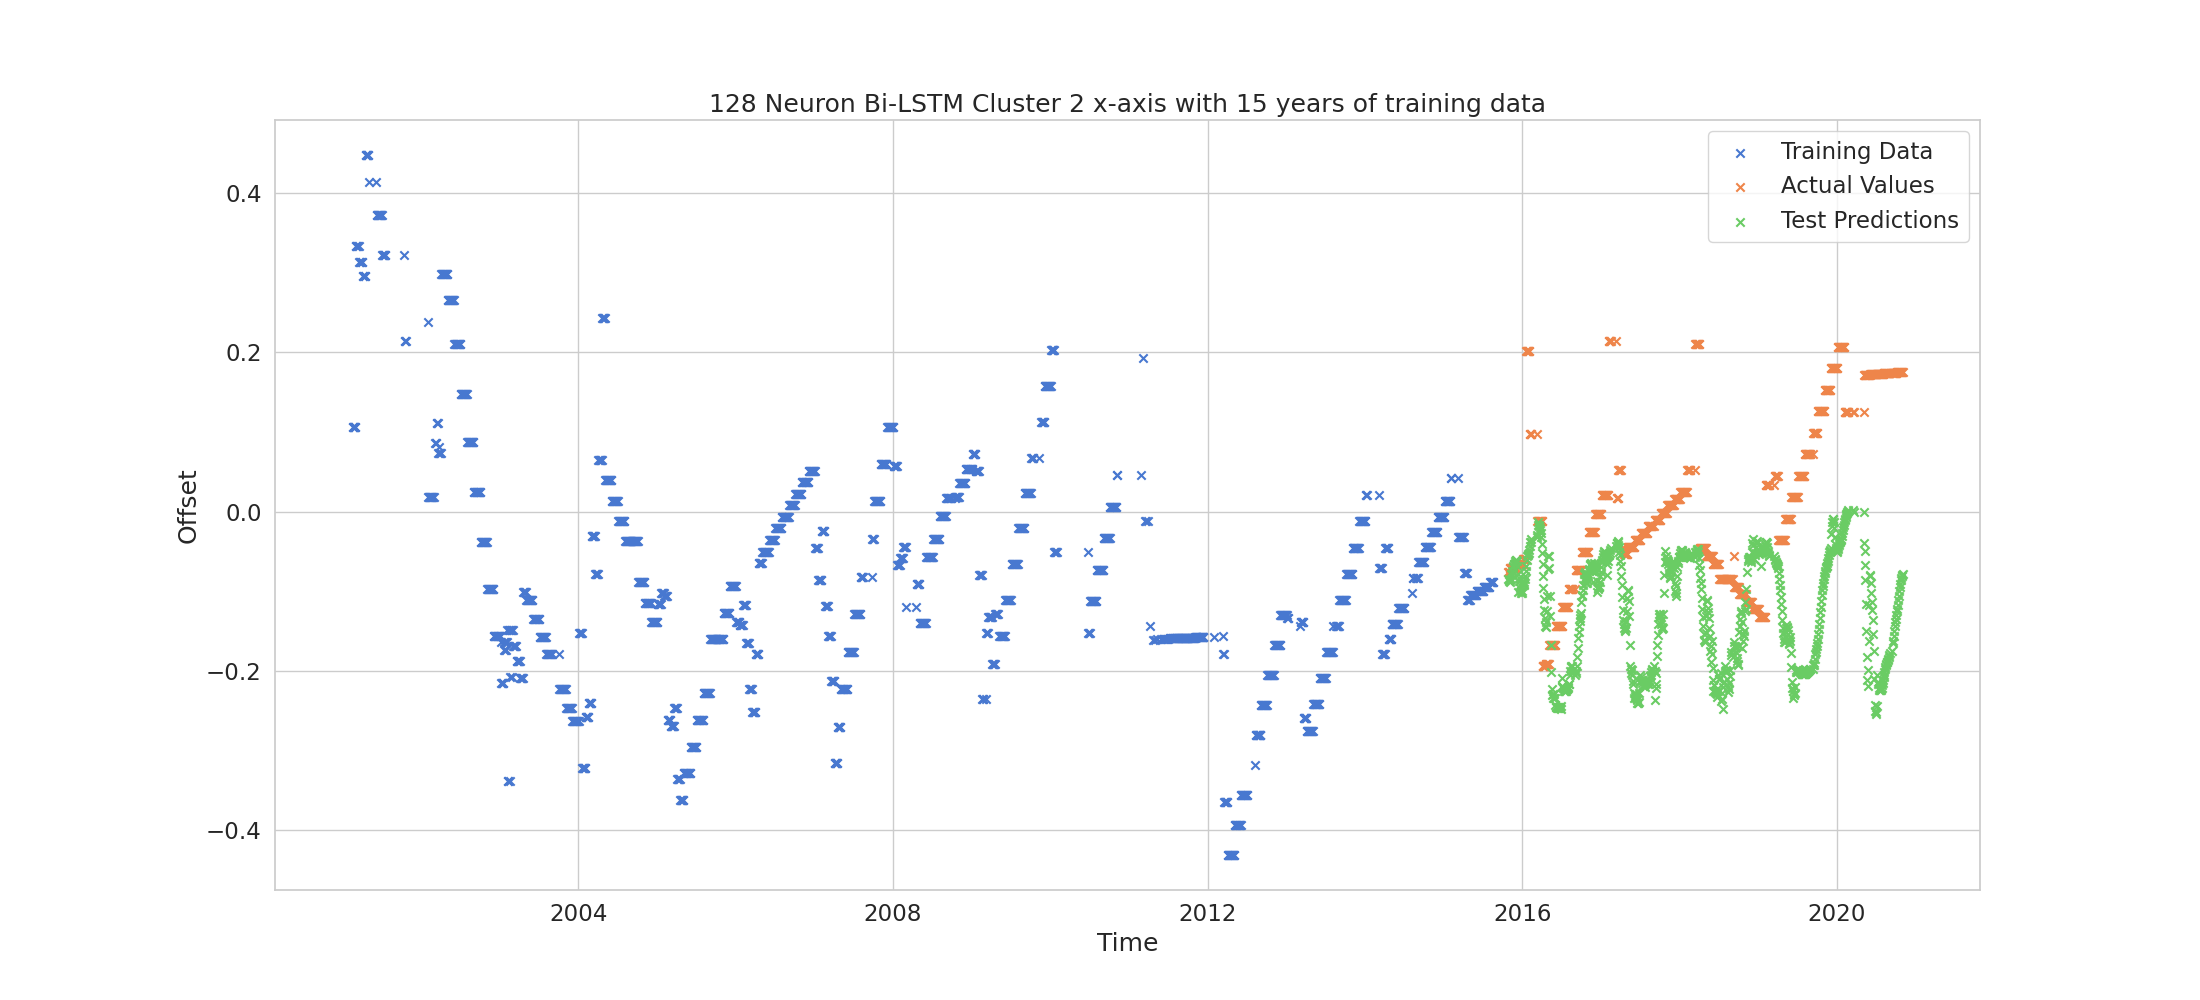 128 Neuron Bi-LSTM Cluster 2 x-axis with 15 years of training data
Training Data
Actual Values
Test Predictions
0.4
0.2
0.0
−0.2
−0.4
Offset
2004 2008 2012 2016 2020
Time